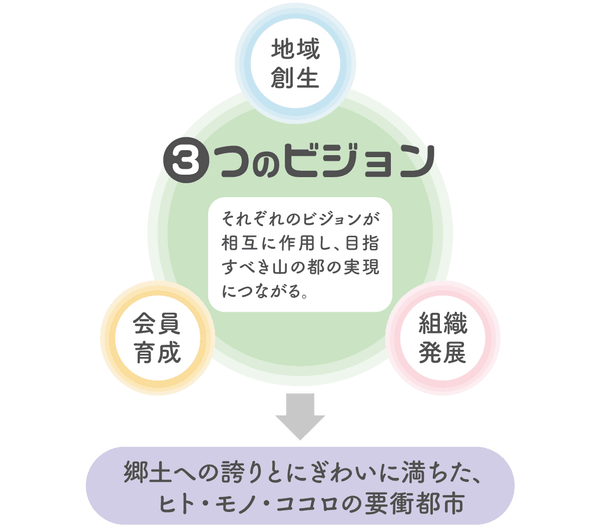 地域
創生
3つのビジョン
それぞれのビジョンが
相互に作用し、目指
すべき山の都の実現
につながる。
会員
育成
組織
発展
郷土への誇りとにぎわいに満ちた、
ヒト・モノ・ココロの要衝都市